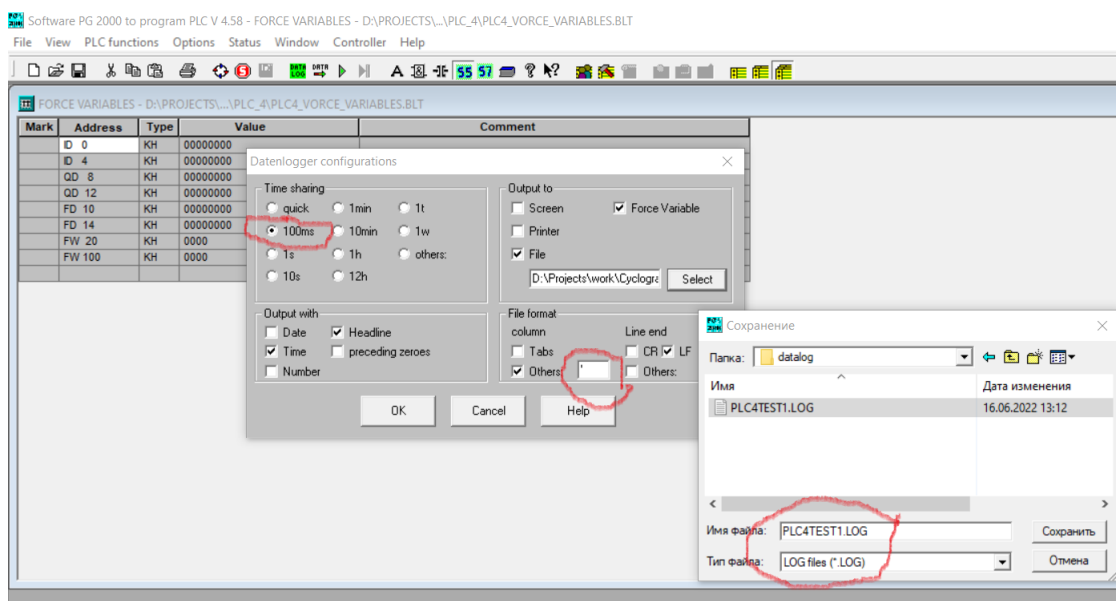 Software PG 2000 to program PLC V 4.58 - FORCE VARIABLES - D:\PROJECTS\...\PLC_4\PLC4_VORCE_VARIABLES.BLT
File View PLC functions Options Status Window Controller Help
FORCE VARIABLES - D:\PROJECTS\...\PLC_4\PLC4_VORCE_VARIABLES.BLT
Mark Address Type Value Comment
ID 0 KH 00000000
ID 4 KH 00000000
QD 8 KH 00000000
QD 12 KH 00000000
FD 10 KH 00000000
FD 14 KH 00000000
FW 20 KH 0000
FW 100 KH 0000
Datenlogger configurations
Time sharing
quick 1min 1t
100ms 10min 1w
1s 1h others:
10s 12h
Output to
Screen Force Variable
Printer
File
D:\Projects\work\Cyclogra Select
Output with
Date Headline
Time preceding zeroes
Number
File format
column Line end
Tabs CR LF
Others: ' Others:
OK Cancel Help
Сохранение
Папка: datalog
Имя Дата изменения
PLC4TEST1.LOG 16.06.2022 13:12
Имя файла: PLC4TEST1.LOG Сохранить
Тип файла: LOG files (*.LOG) Отмена